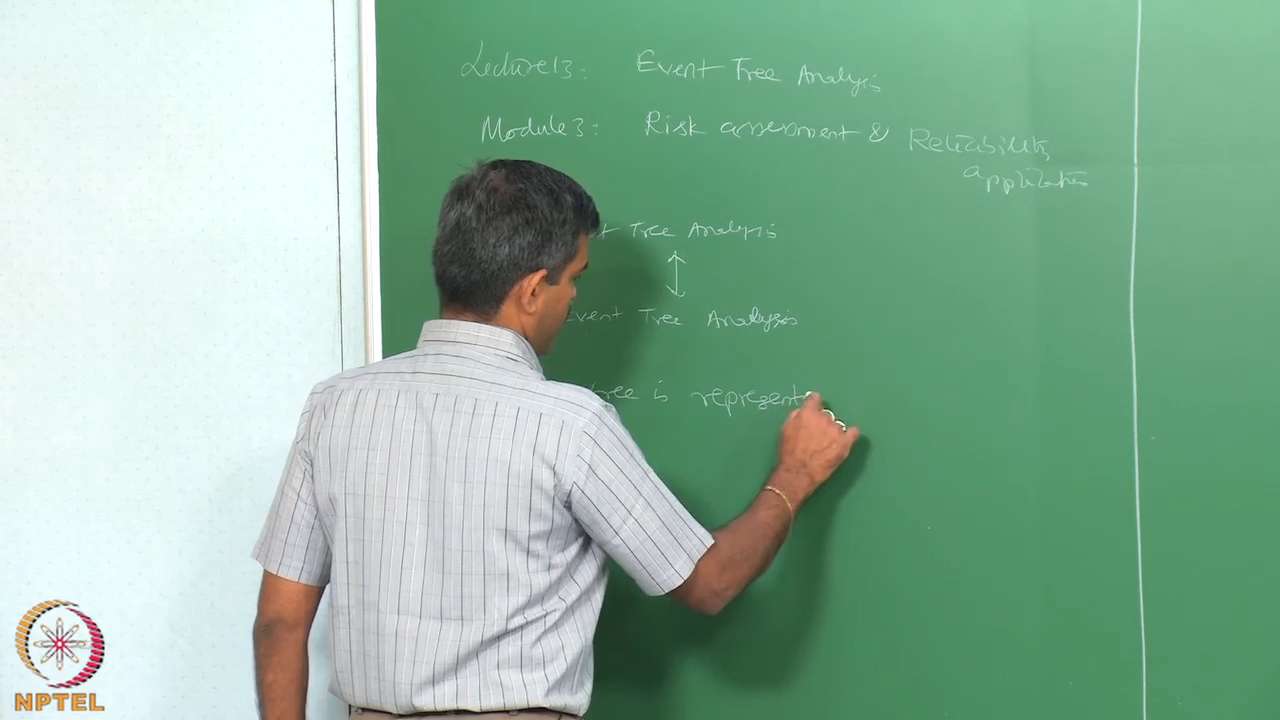 Lecture 13: Event Tree Analysis
Module 3: Risk assessment & Reliability
application
Tree Analysis
Event Tree Analysis
tree is represent
NPTEL